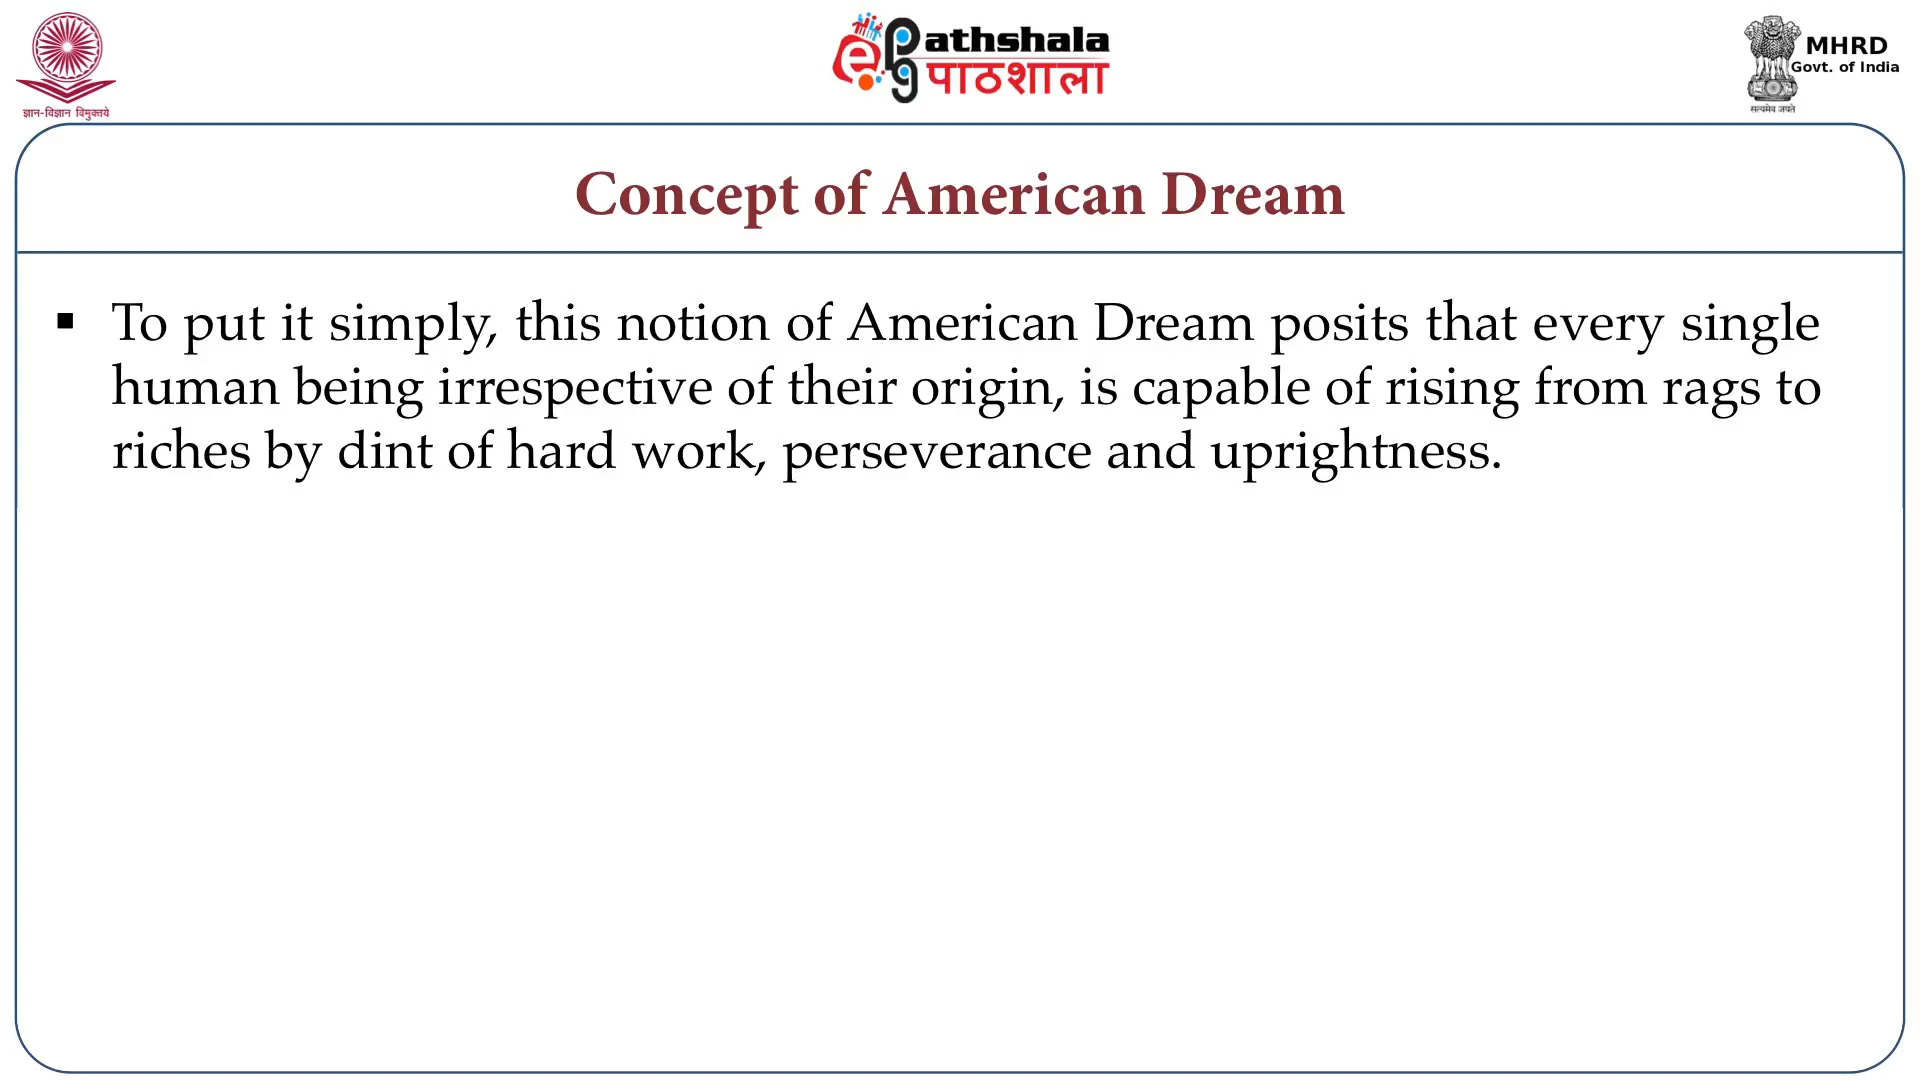 ज्ञान-विज्ञान विमुक्तये
e pg Pathshala
पाठशाला
MHRD
Govt. of India
सत्यमेव जयते
Concept of American Dream
▪ To put it simply, this notion of American Dream posits that every single
human being irrespective of their origin, is capable of rising from rags to
riches by dint of hard work, perseverance and uprightness.